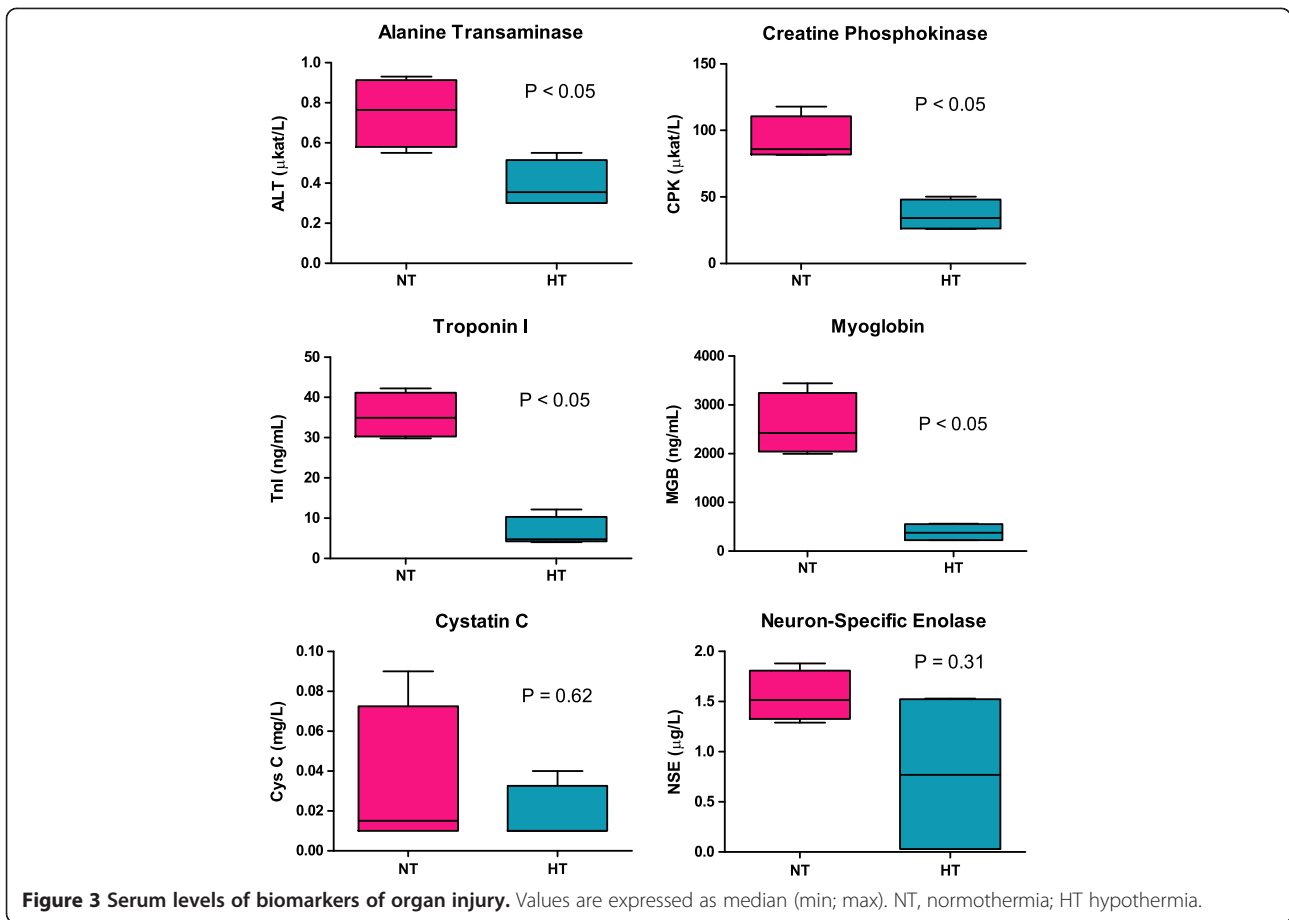 Alanine Transaminase
ALT (μkat/L)
1.0
0.8
0.6
0.4
0.2
0.0
P < 0.05
NT HT
Creatine Phosphokinase
CPK (μkat/L)
150
100
50
0
P < 0.05
NT HT
Troponin I
TnI (ng/mL)
50
40
30
20
10
0
P < 0.05
NT HT
Myoglobin
MGB (ng/mL)
4000
3000
2000
1000
0
P < 0.05
NT HT
Cystatin C
Cys C (mg/L)
0.10
0.08
0.06
0.04
0.02
0.00
P = 0.62
NT HT
Neuron-Specific Enolase
NSE (μg/L)
2.0
1.5
1.0
0.5
0.0
P = 0.31
NT HT
Figure 3 Serum levels of biomarkers of organ injury. Values are expressed as median (min; max). NT, normothermia; HT hypothermia.